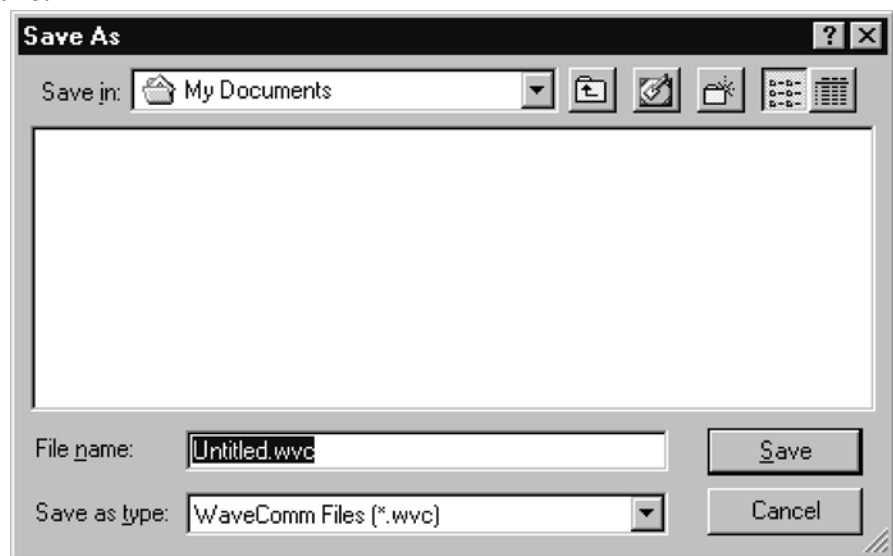 Save As
Save in: My Documents
File name: Untitled.wvc Save
Save as type: WaveComm Files (*.wvc) Cancel